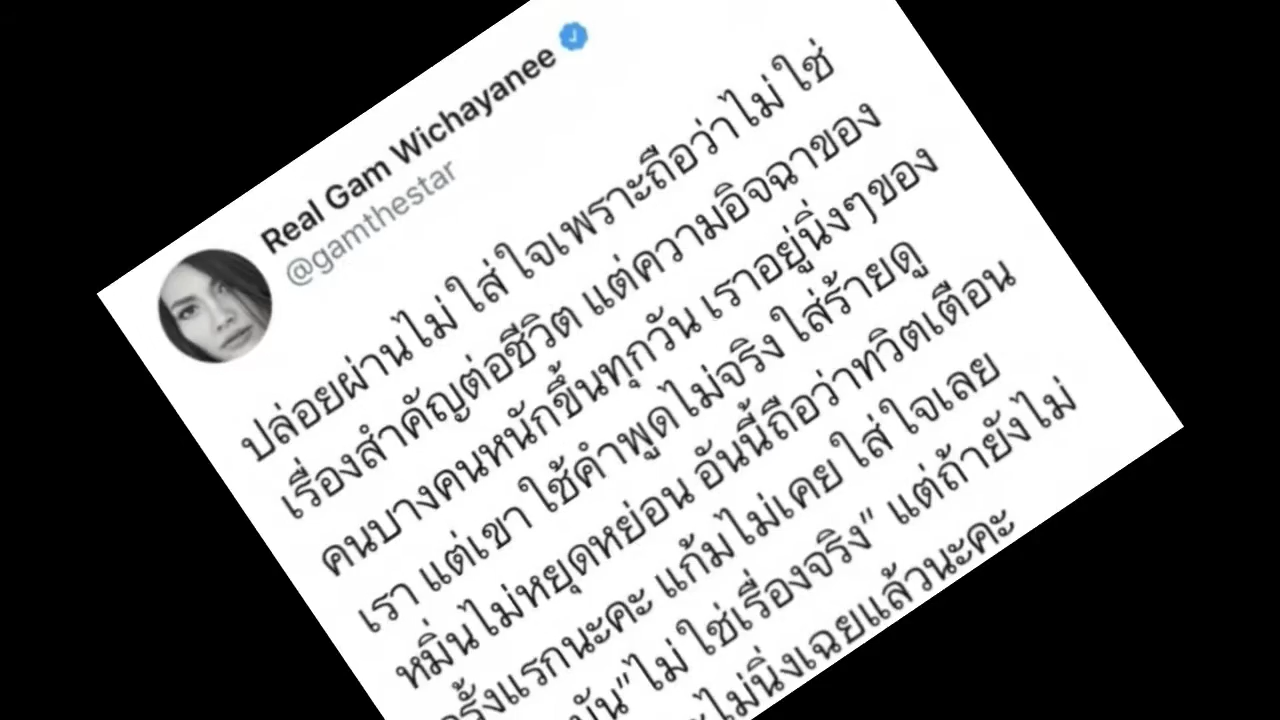 Real Gam Wichayanee
@gamthestar
ปล่อยผ่านไม่ ใส่ ใจเพราะถือว่าไม่ ใช่
เรื่องสำคัญต่อชีวิต แต่ความอิจฉาของ
คนบางคนหนักขึ้นทุกวัน เราอยู่นิ่งๆของ
เรา แต่เขา ใช้คำพูดไม่จริง ใส่ร้ายดู
หมิ่นไม่หยุดหย่อน อันนี้ถือว่าทวิตเตือน
ครั้งแรกนะคะ แก้มไม่เคย ใส่ ใจเลย
มัน"ไม่ ใช่เรื่องจริง" แต่ถ้ายังไม่
ไม่นิ่งเฉยแล้วนะคะ